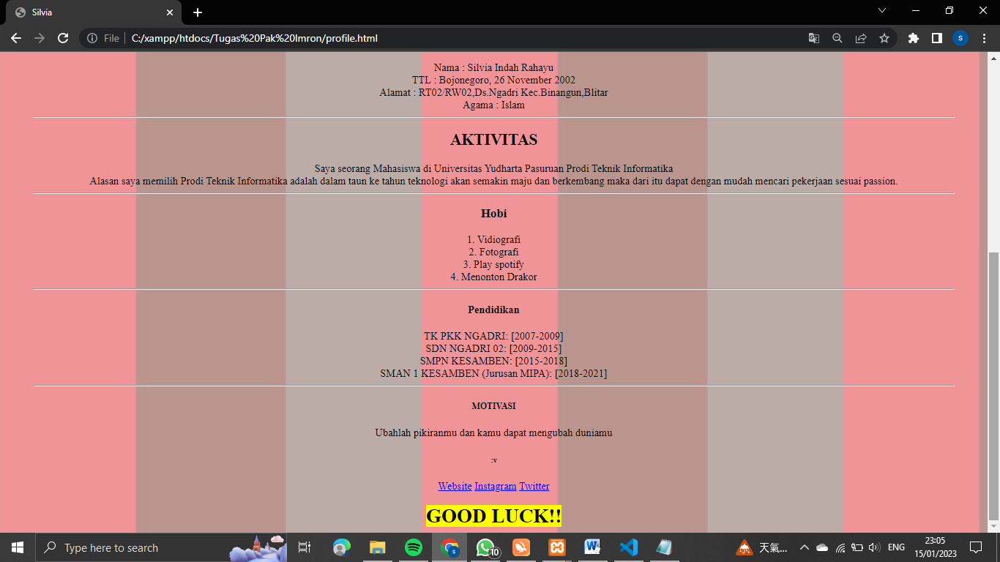 Silvia
File
C:/xampp/htdocs/Tugas%20Pak%20Imron/profile.html
s
Nama : Silvia Indah Rahayu
TTL : Bojonegoro, 26 November 2002
Alamat : RT02/RW02,Ds.Ngadri Kec.Binangun,Blitar
Agama : Islam
AKTIVITAS
Saya seorang Mahasiswa di Universitas Yudharta Pasuruan Prodi Teknik Informatika
Alasan saya memilih Prodi Teknik Informatika adalah dalam taun ke tahun teknologi akan semakin maju dan berkembang maka dari itu dapat dengan mudah mencari pekerjaan sesuai passion.
Hobi
1. Vidiografi
2. Fotografi
3. Play spotify
4. Menonton Drakor
Pendidikan
TK PKK NGADRI: [2007-2009]
SDN NGADRI 02: [2009-2015]
SMPN KESAMBEN: [2015-2018]
SMAN 1 KESAMBEN (Jurusan MIPA): [2018-2021]
MOTIVASI
Ubahlah pikiranmu dan kamu dapat mengubah duniamu
:v
Website Instagram Twitter
GOOD LUCK!!
Type here to search
s
10
W
天氣...
ENG
23:05
15/01/2023